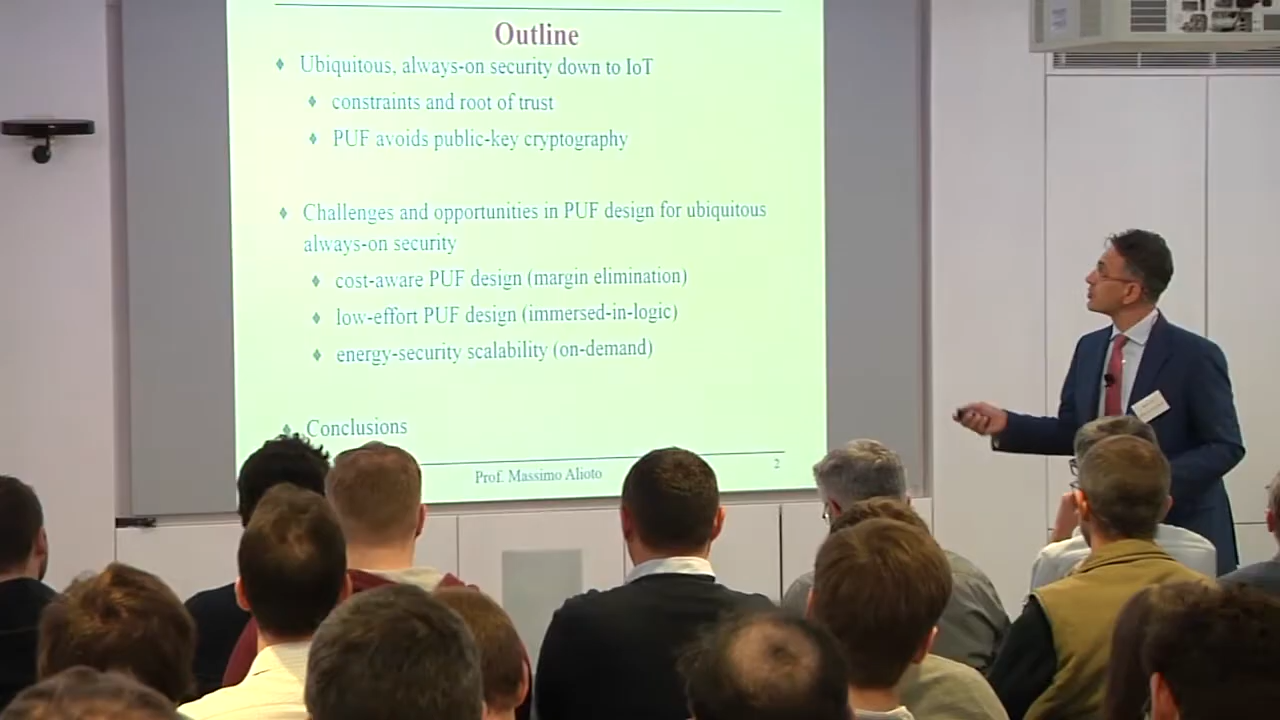 Outline
Ubiquitous, always-on security down to IoT
constraints and root of trust
PUF avoids public-key cryptography
Challenges and opportunities in PUF design for ubiquitous
always-on security
cost-aware PUF design (margin elimination)
low-effort PUF design (immersed-in-logic)
energy-security scalability (on-demand)
Conclusions
Prof. Massimo Alioto
2